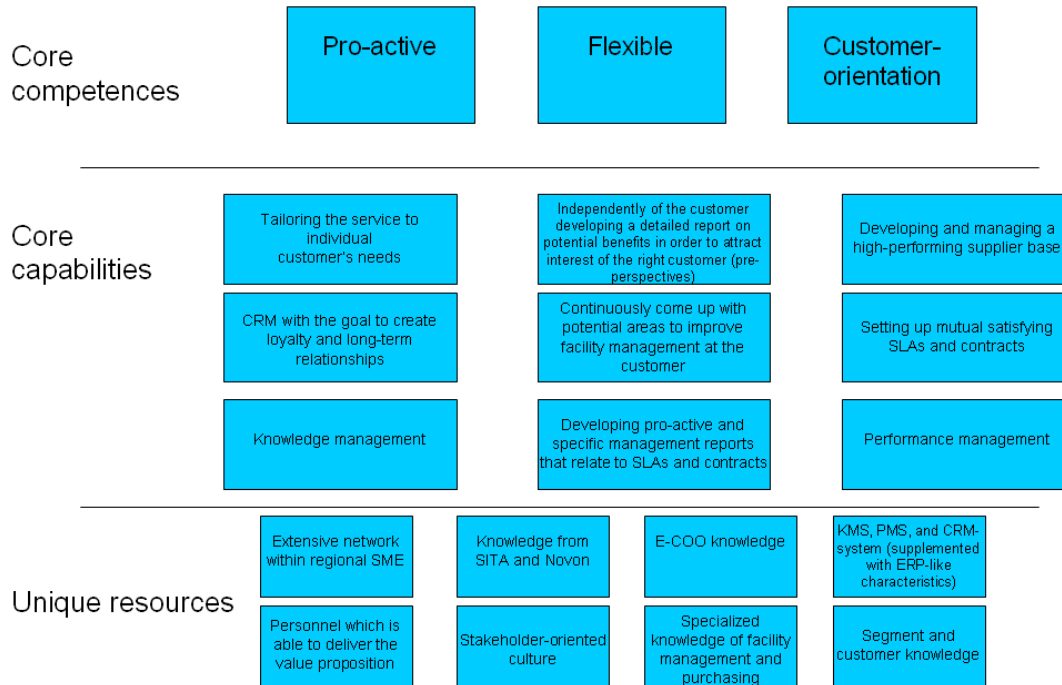 Core
competences
Pro-active
Flexible
Customer-
orientation
Core
capabilities
Tailoring the service to
individual
customer's needs
Independently of the customer
developing a detailed report on
potential benefits in order to attract
interest of the right customer (pre-
perspectives)
Developing and managing a
high-performing supplier base
CRM with the goal to create
loyalty and long-term
relationships
Continuously come up with
potential areas to improve
facility management at the
customer
Setting up mutual satisfying
SLAs and contracts
Knowledge management
Developing pro-active and
specific management reports
that relate to SLAs and contracts
Performance management
Unique resources
Extensive network
within regional SME
Knowledge from
SITA and Novon
E-COO knowledge
KMS, PMS, and CRM-
system (supplemented
with ERP-like
characteristics)
Personnel which is
able to deliver the
value proposition
Stakeholder-oriented
culture
Specialized
knowledge of facility
management and
purchasing
Segment and
customer knowledge